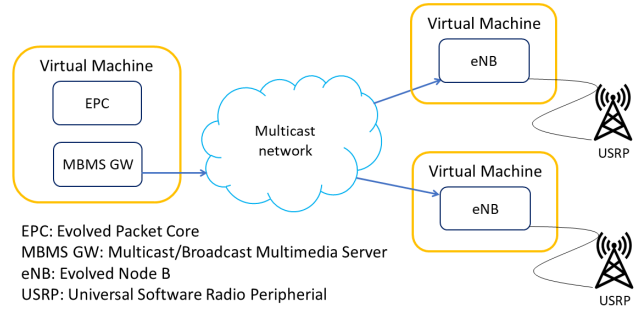 Virtual Machine
EPC
MBMS GW
Multicast
network
Virtual Machine
eNB
USRP
Virtual Machine
eNB
USRP
EPC: Evolved Packet Core
MBMS GW: Multicast/Broadcast Multimedia Server
eNB: Evolved Node B
USRP: Universal Software Radio Peripherial